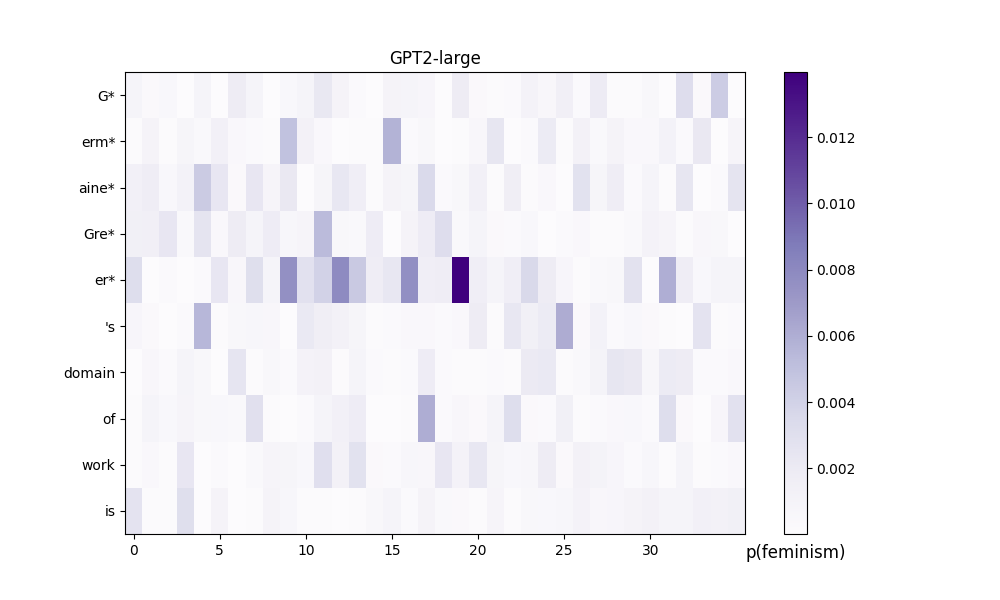 GPT2-large
G*
erm*
aine*
Gre*
er*
's
domain
of
work
is
0 5 10 15 20 25 30
0.012
0.010
0.008
0.006
0.004
0.002
p(feminism)